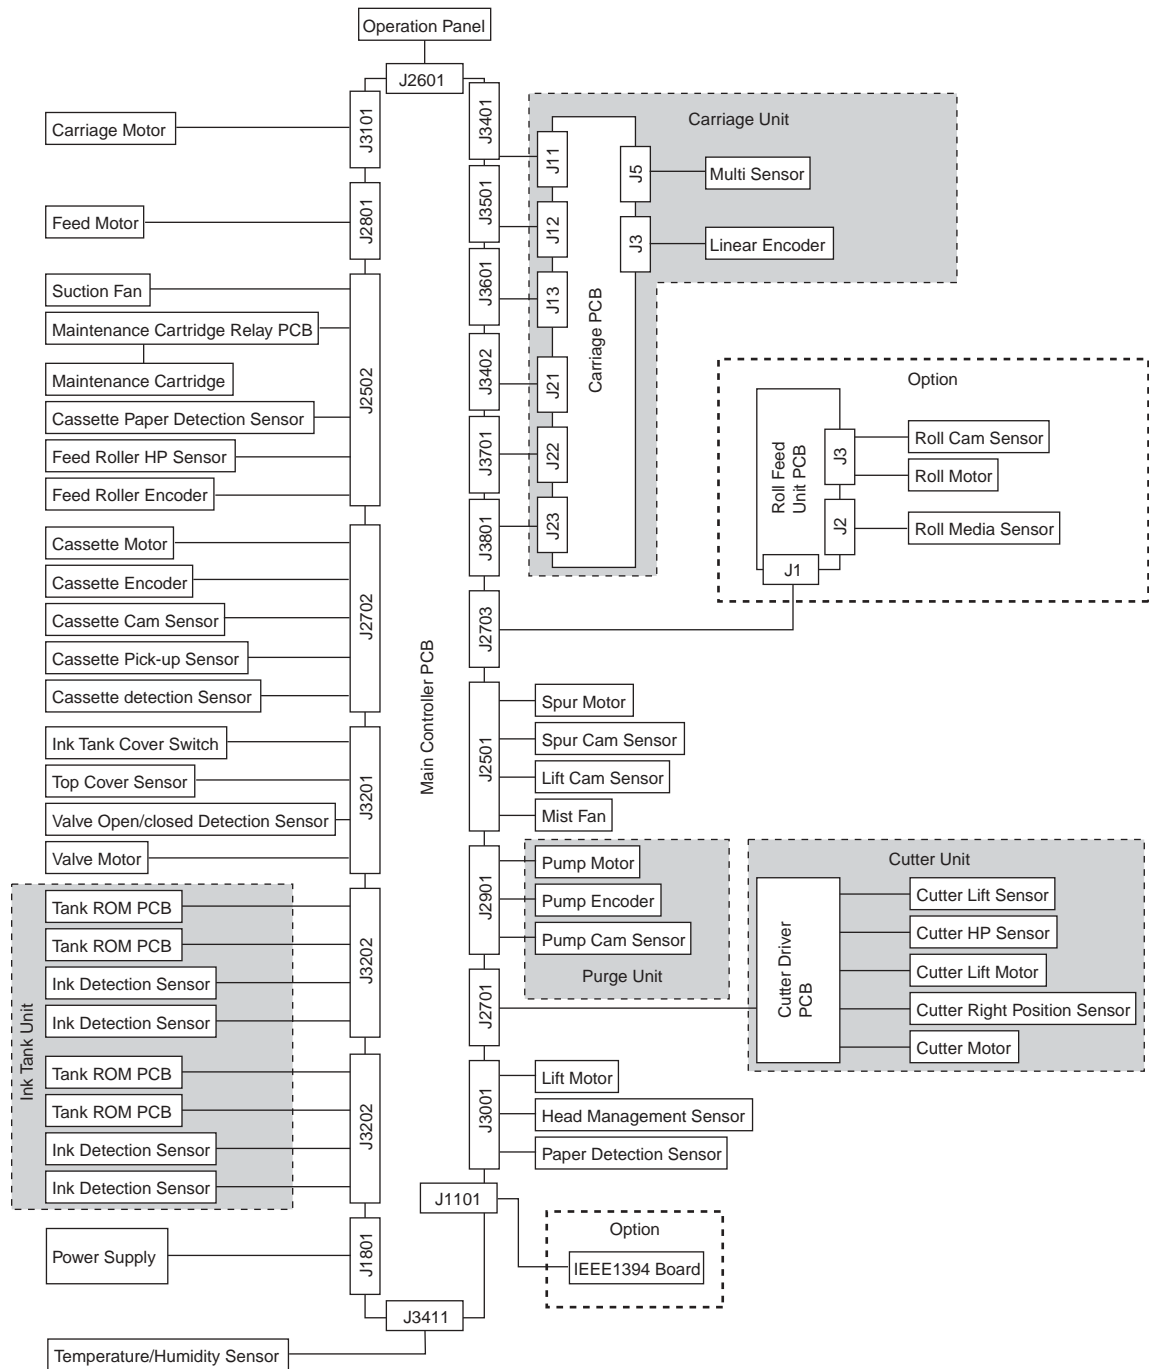 Operation Panel
J2601
Carriage Motor
J3101
Feed Motor
J2801
Suction Fan
Maintenance Cartridge Relay PCB
Maintenance Cartridge
Cassette Paper Detection Sensor
Feed Roller HP Sensor
Feed Roller Encoder
J2502
Cassette Motor
Cassette Encoder
Cassette Cam Sensor
Cassette Pick-up Sensor
Cassette detection Sensor
J2702
Ink Tank Cover Switch
Top Cover Sensor
Valve Open/closed Detection Sensor
Valve Motor
J3201
Ink Tank Unit
Tank ROM PCB
Tank ROM PCB
Ink Detection Sensor
Ink Detection Sensor
J3202
Tank ROM PCB
Tank ROM PCB
Ink Detection Sensor
Ink Detection Sensor
J3202
Power Supply
J1801
J3411
Temperature/Humidity Sensor
Main Controller PCB
J3401
J3501
J3601
J3402
J3701
J3801
J2703
J2501
J2901
J2701
J3001
J1101
Carriage Unit
J11
J12
J13
J21
J22
J23
Carriage PCB
J5
J3
Multi Sensor
Linear Encoder
Option
Roll Feed
Unit PCB
J3
J2
J1
Roll Cam Sensor
Roll Motor
Roll Media Sensor
Spur Motor
Spur Cam Sensor
Lift Cam Sensor
Mist Fan
Pump Motor
Pump Encoder
Pump Cam Sensor
Purge Unit
Cutter Unit
Cutter Driver
PCB
Cutter Lift Sensor
Cutter HP Sensor
Cutter Lift Motor
Cutter Right Position Sensor
Cutter Motor
Lift Motor
Head Management Sensor
Paper Detection Sensor
Option
IEEE1394 Board